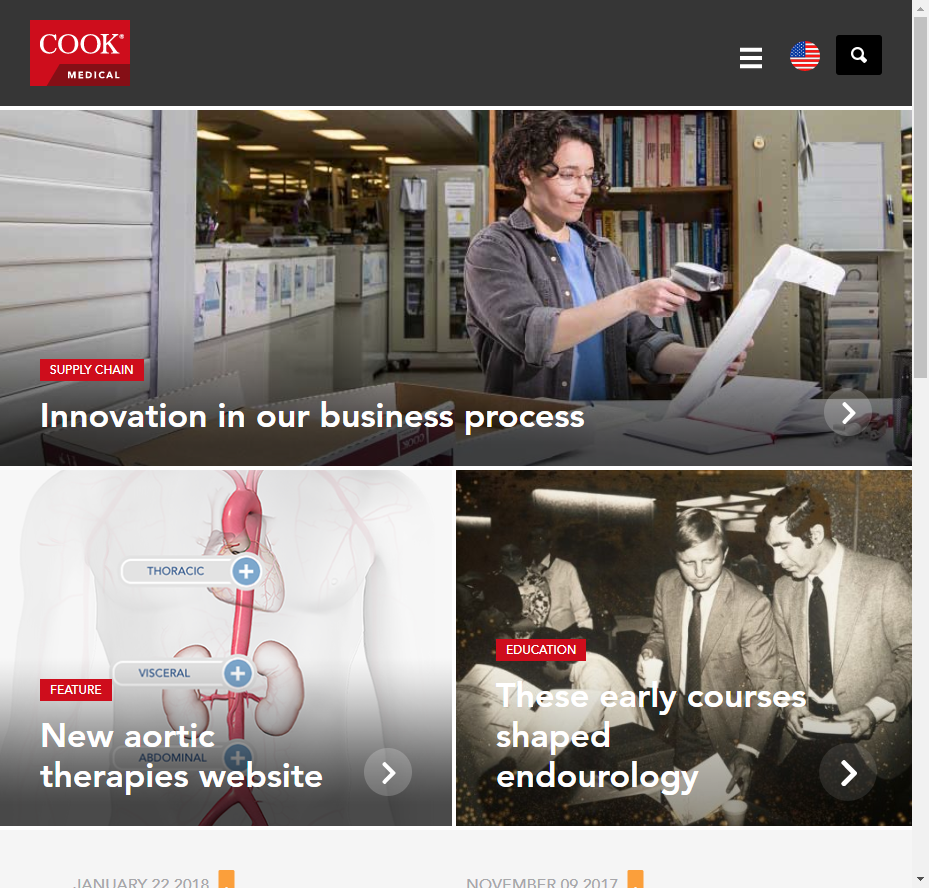 COOK®
MEDICAL
SUPPLY CHAIN
Innovation in our business process
THORACIC
VISCERAL
FEATURE
New aortic
ABDOMINAL
therapies website
EDUCATION
These early courses
shaped
endourology
JANUARY 22 2018
NOVEMBER 09 2017